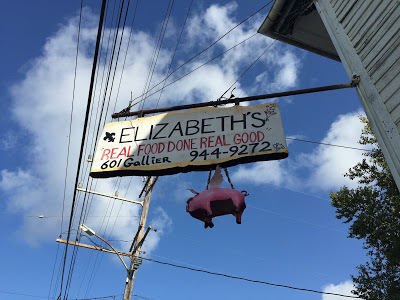 ELIZABETH'S
"REAL FOOD DONE REAL GOOD"
601 Gallier 944-9272